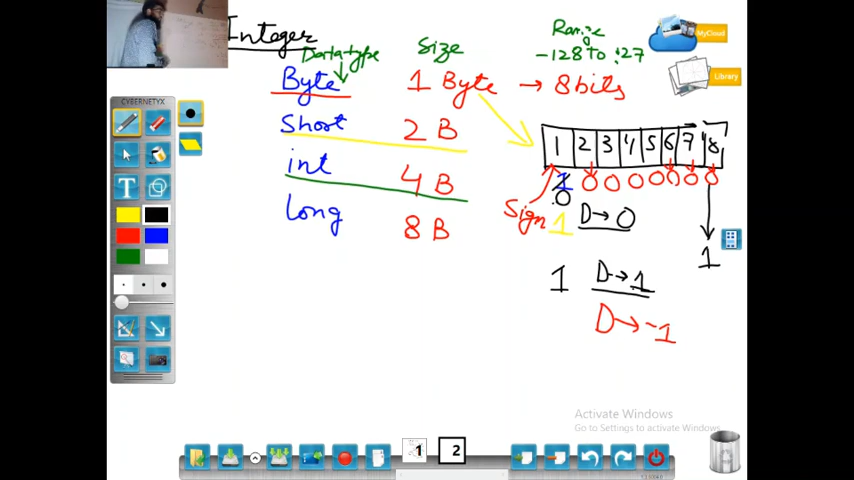 Integer
Datatype Size Range
-128 To :27
Byte 1 Byte → 8 bits
Short 2 B
int 4 B
Long 8 B
1 2 3 4 5 6 7 8
1 0 0 0 0 0 0 0
0
Sign 1 D→ 0
1
1 D→ 1
D→ -1
MyCloud
Library
CYBERNETYX
T
Activate Windows
Go to Settings to activate Windows.
1 2